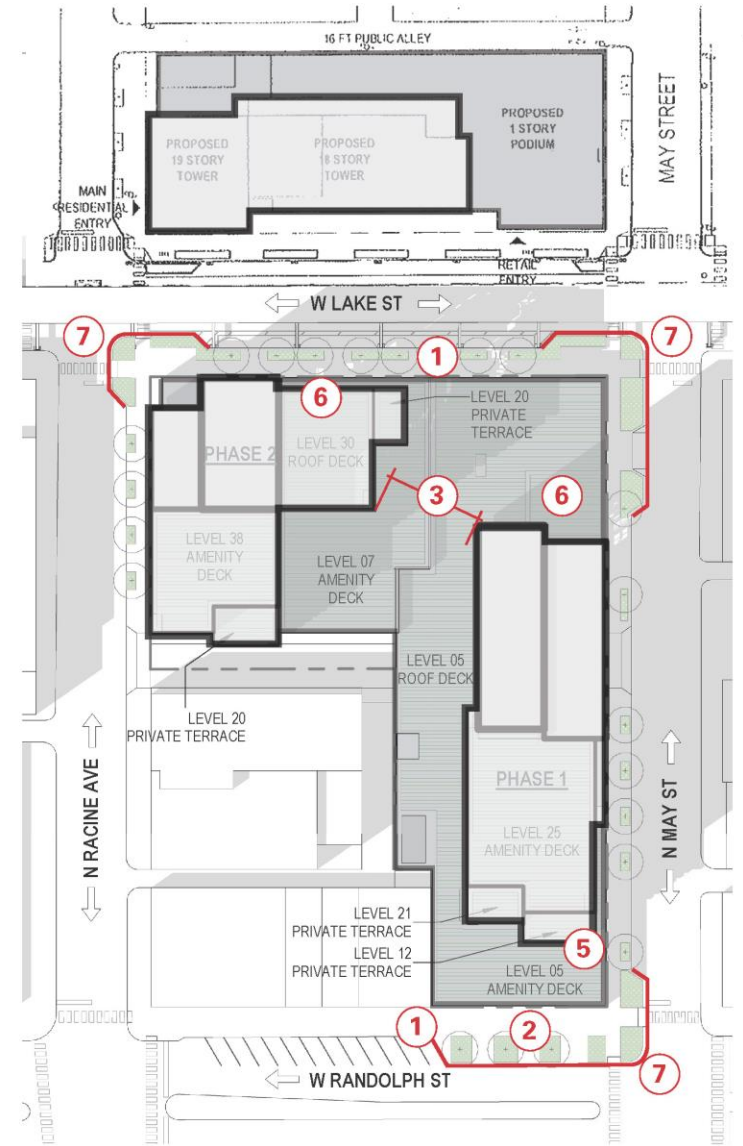 16 FT PUBLIC ALLEY
PROPOSED
1 STORY
PODIUM
MAY STREET
PROPOSED
19 STORY
TOWER
PROPOSED
18 STORY
TOWER
MAIN
RESIDENTIAL
ENTRY
RETAIL
ENTRY
W LAKE ST
7
1
7
6
LEVEL 20
PRIVATE
TERRACE
PHASE 2
LEVEL 30
ROOF DECK
3
6
LEVEL 38
AMENITY
DECK
LEVEL 07
AMENITY
DECK
LEVEL 05
ROOF DECK
LEVEL 20
PRIVATE TERRACE
N RACINE AVE
PHASE 1
N MAY ST
LEVEL 25
AMENITY DECK
LEVEL 21
PRIVATE TERRACE
LEVEL 12
PRIVATE TERRACE
5
LEVEL 05
AMENITY DECK
1
2
7
W RANDOLPH ST